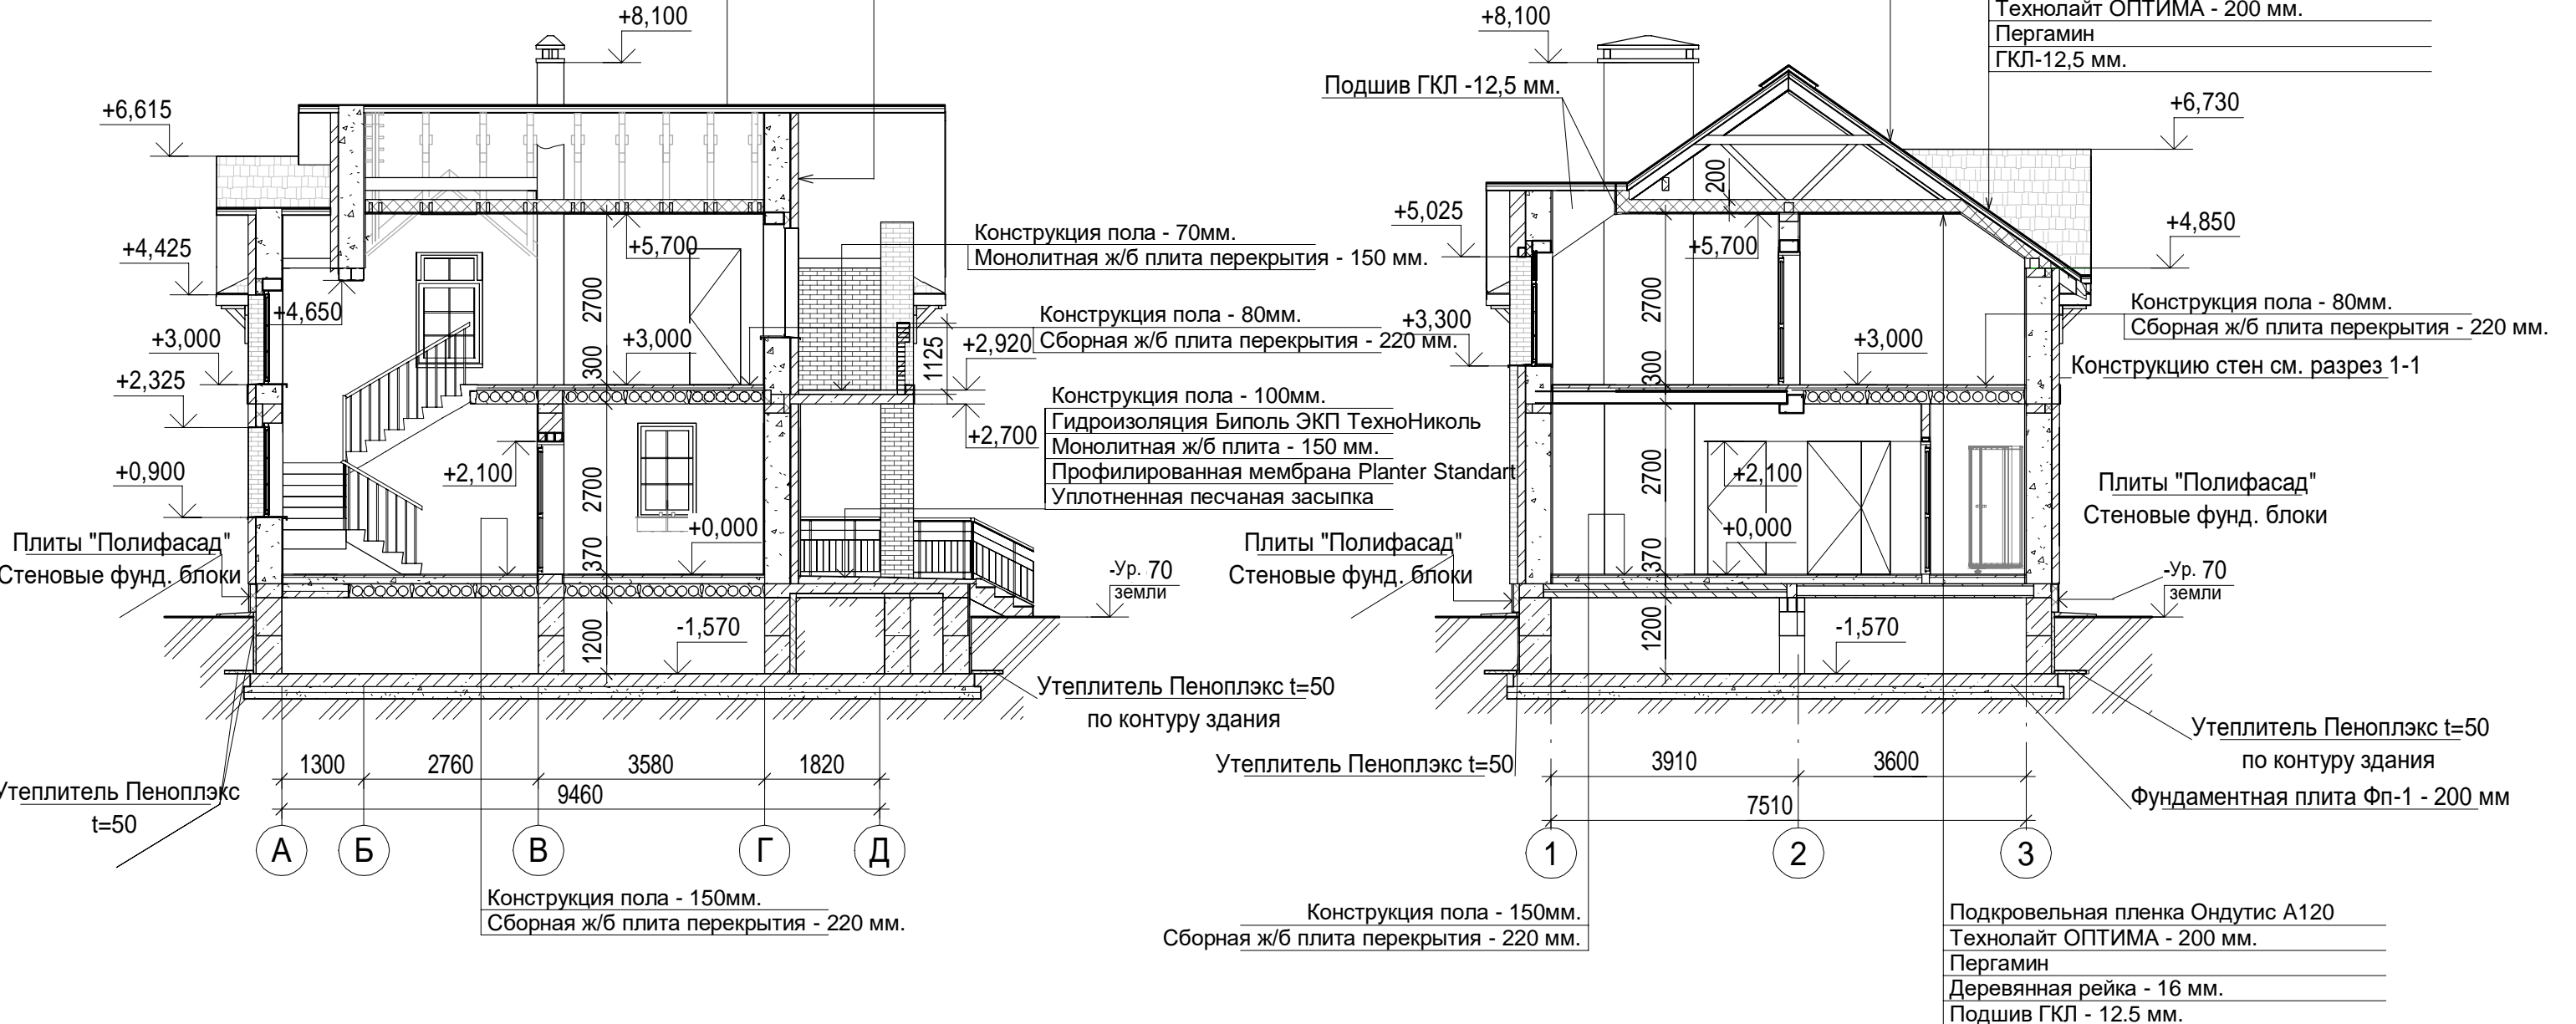 +8,100
+6,615
+4,425
+4,650
+3,000
+2,325
+0,900
+5,700
+3,000
+2,100
+0,000
-1,570
2700
300
2700
370
1200
1125
+2,920
+2,700
Конструкция пола - 70мм.
Монолитная ж/б плита перекрытия - 150 мм.
Конструкция пола - 80мм.
Сборная ж/б плита перекрытия - 220 мм.
Конструкция пола - 100мм.
Гидроизоляция Биполь ЭКП ТехноНиколь
Монолитная ж/б плита - 150 мм.
Профилированная мембрана Planter Standart
Уплотненная песчаная засыпка
Плиты "Полифасад"
Стеновые фунд. блоки
-Ур. 70
земли
Утеплитель Пеноплэкс t=50
по контуру здания
Утеплитель Пеноплэкс
t=50
1300
2760
3580
1820
9460
А
Б
В
Г
Д
Конструкция пола - 150мм.
Сборная ж/б плита перекрытия - 220 мм.
Технолайт ОПТИМА - 200 мм.
Пергамин
ГКЛ-12,5 мм.
+8,100
Подшив ГКЛ -12,5 мм.
+6,730
+5,025
+4,850
+3,300
200
+5,700
2700
300
+3,000
2700
+2,100
+0,000
370
1200
-1,570
Конструкция пола - 80мм.
Сборная ж/б плита перекрытия - 220 мм.
Конструкцию стен см. разрез 1-1
Плиты "Полифасад"
Стеновые фунд. блоки
Плиты "Полифасад"
Стеновые фунд. блоки
-Ур. 70
земли
Утеплитель Пеноплэкс t=50
Утеплитель Пеноплэкс t=50
по контуру здания
Фундаментная плита Фп-1 - 200 мм
3910
3600
7510
1
2
3
Конструкция пола - 150мм.
Сборная ж/б плита перекрытия - 220 мм.
Подкровельная пленка Ондутис А120
Технолайт ОПТИМА - 200 мм.
Пергамин
Деревянная рейка - 16 мм.
Подшив ГКЛ - 12.5 мм.